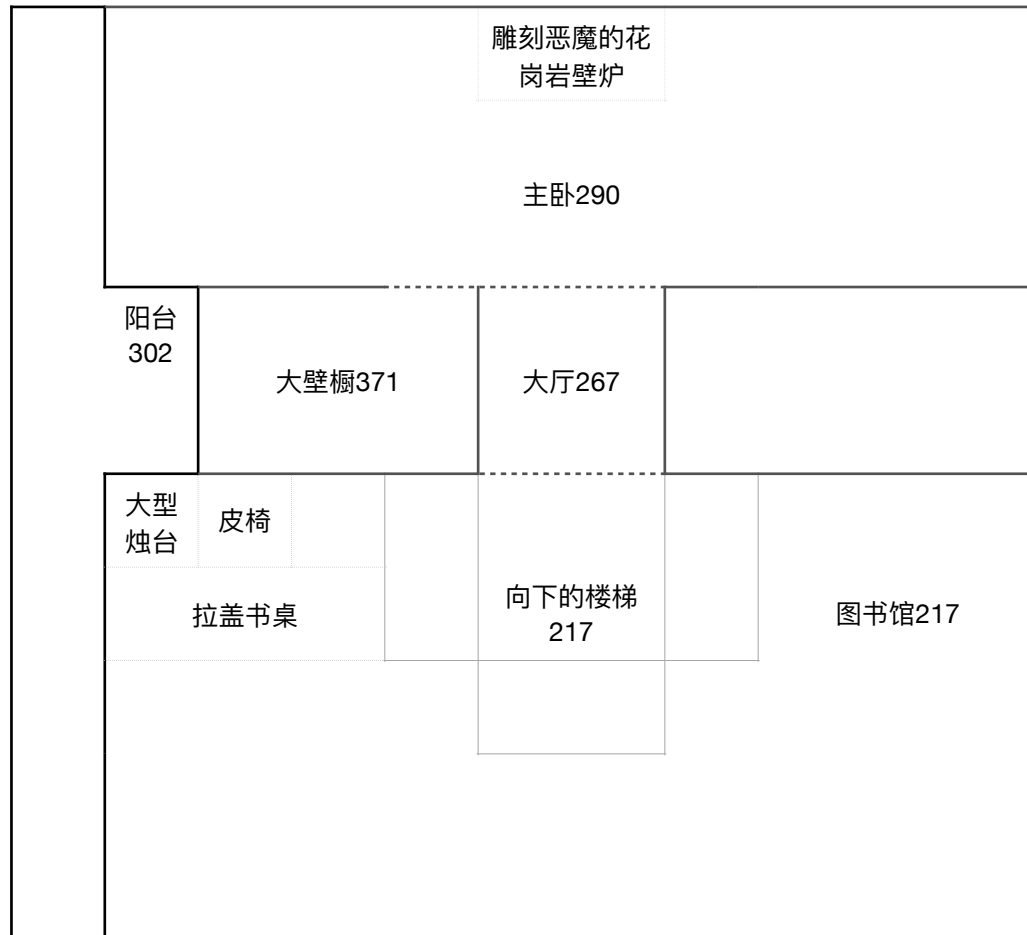 雕刻恶魔的花
岗岩壁炉
主卧290
阳台
302
大壁橱371
大厅267
大型
烛台
皮椅
拉盖书桌
向下的楼梯
217
图书馆217